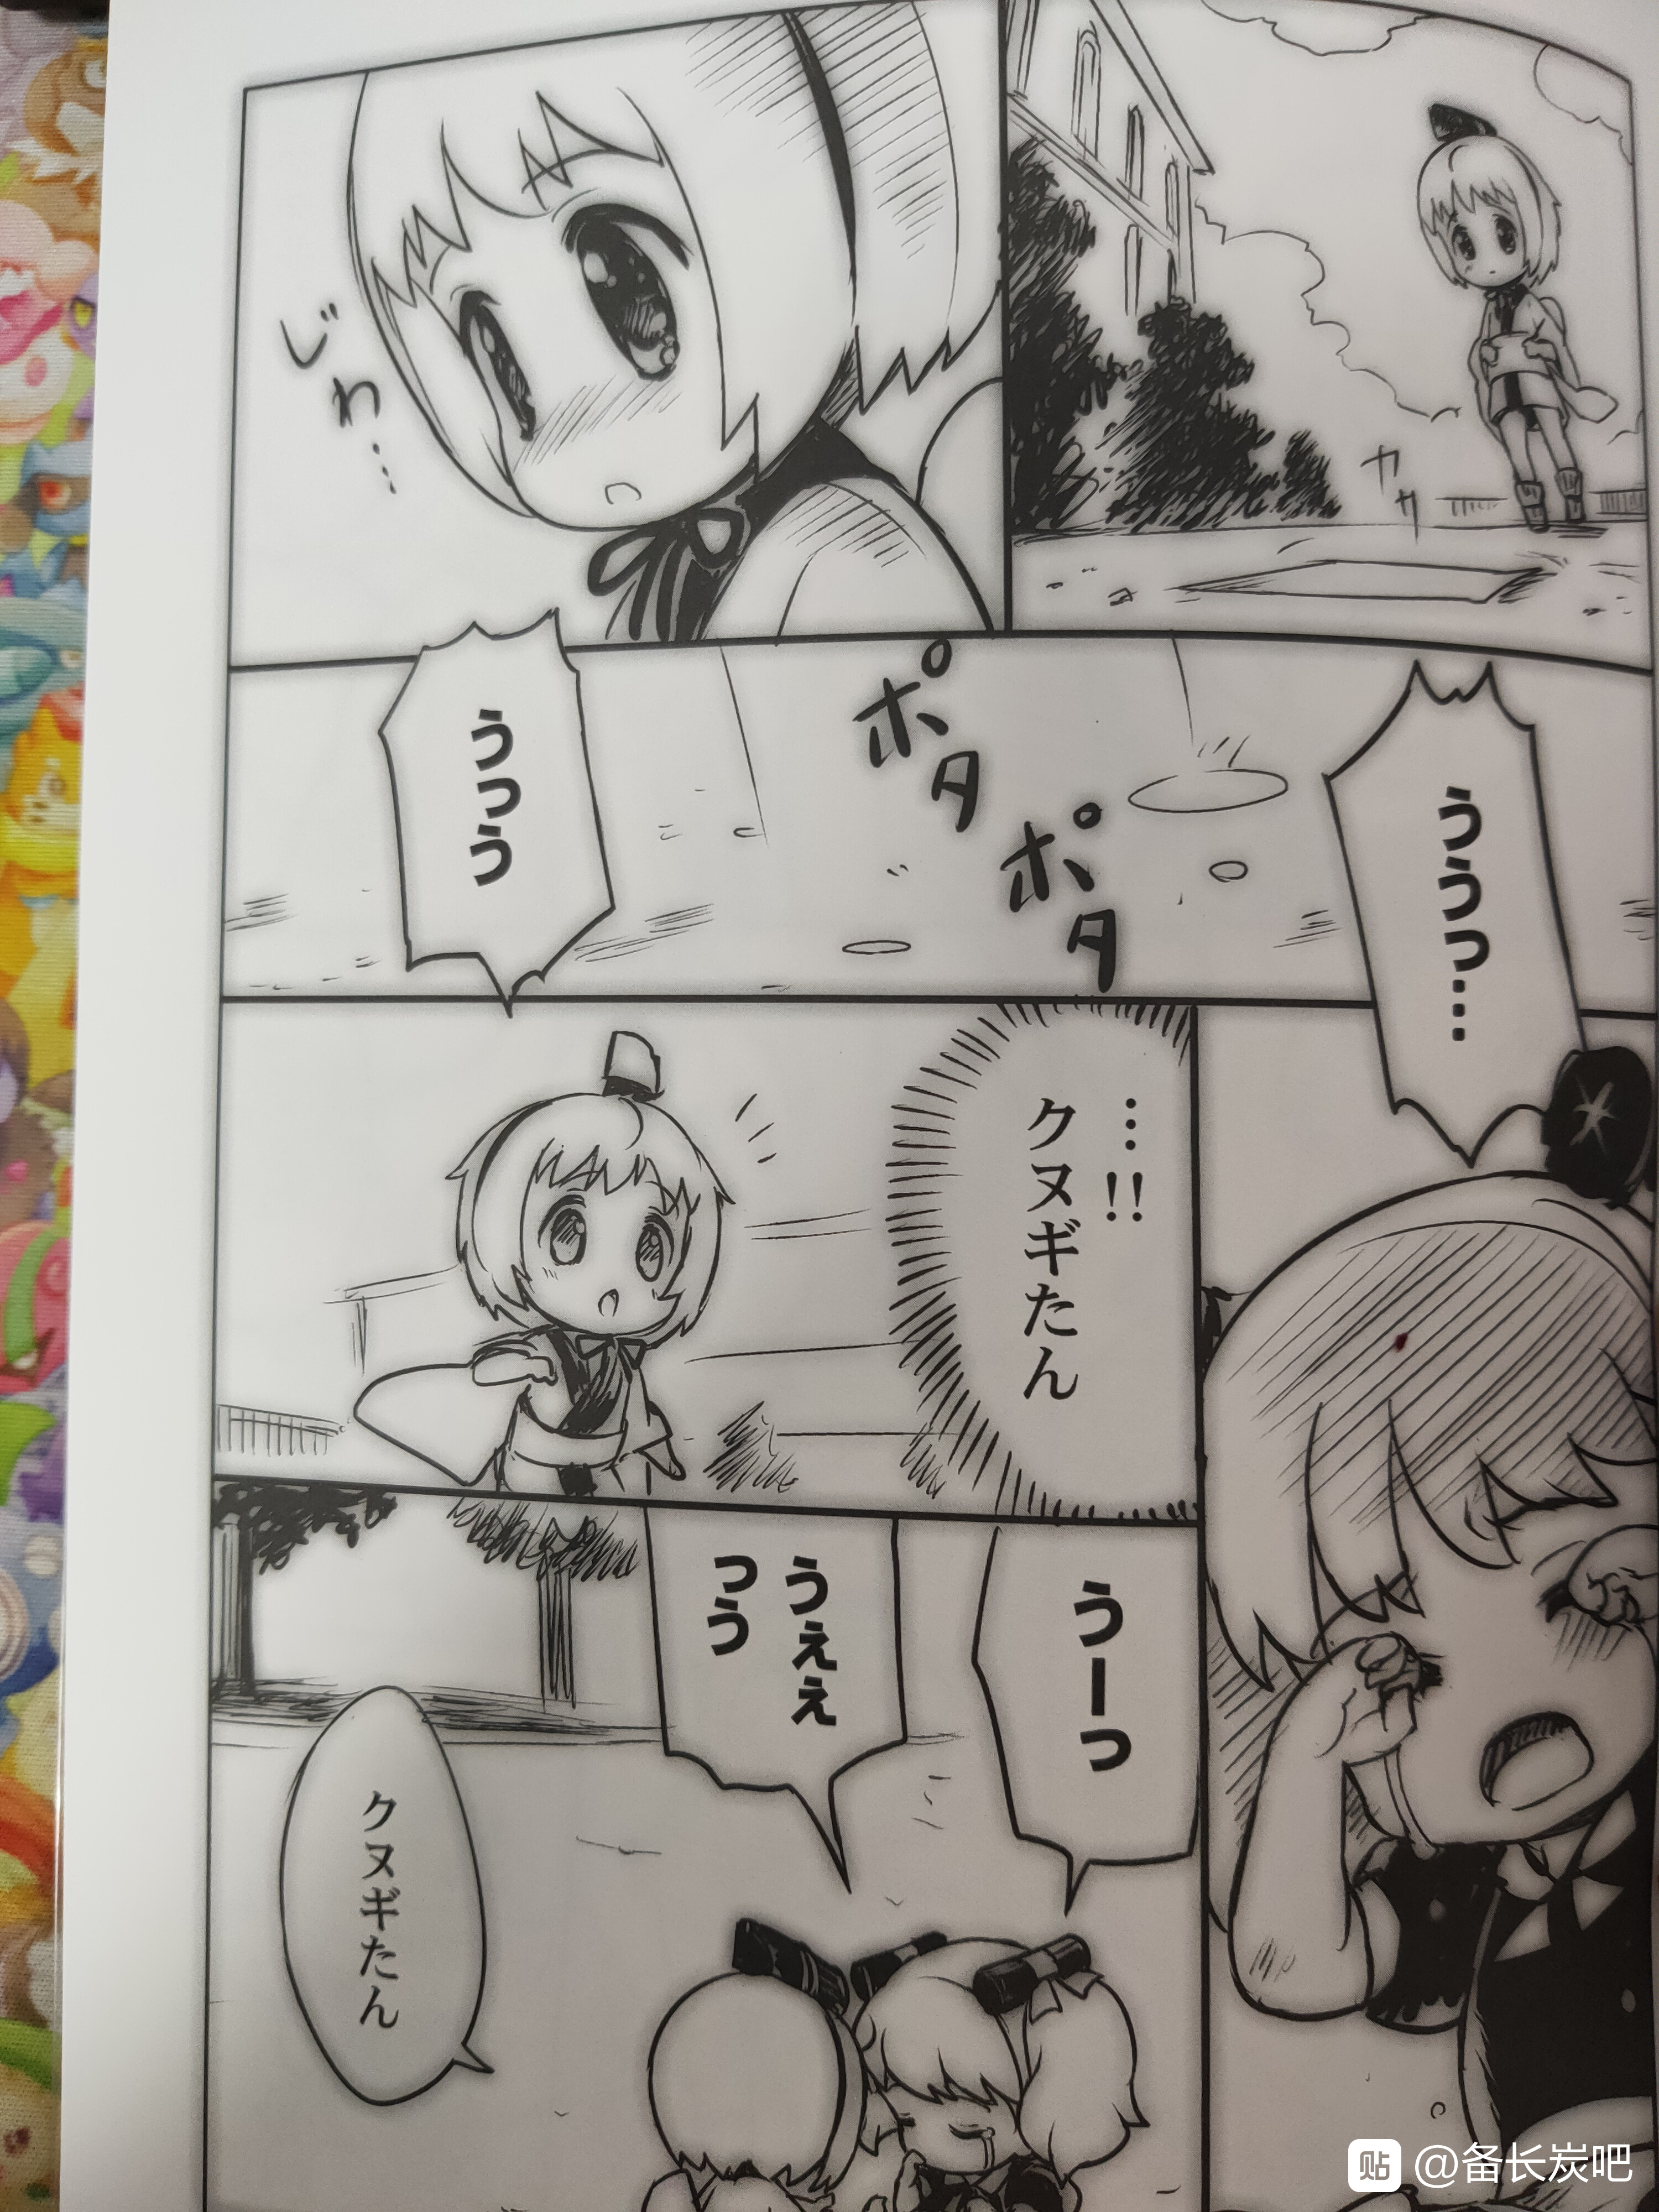 カサ
じわ…
ううっ…
ポタ
ポタ
うっう
…!!
クヌギたん
うーっ
うぇぇ
っう
クヌギたん
贴 @备长炭吧